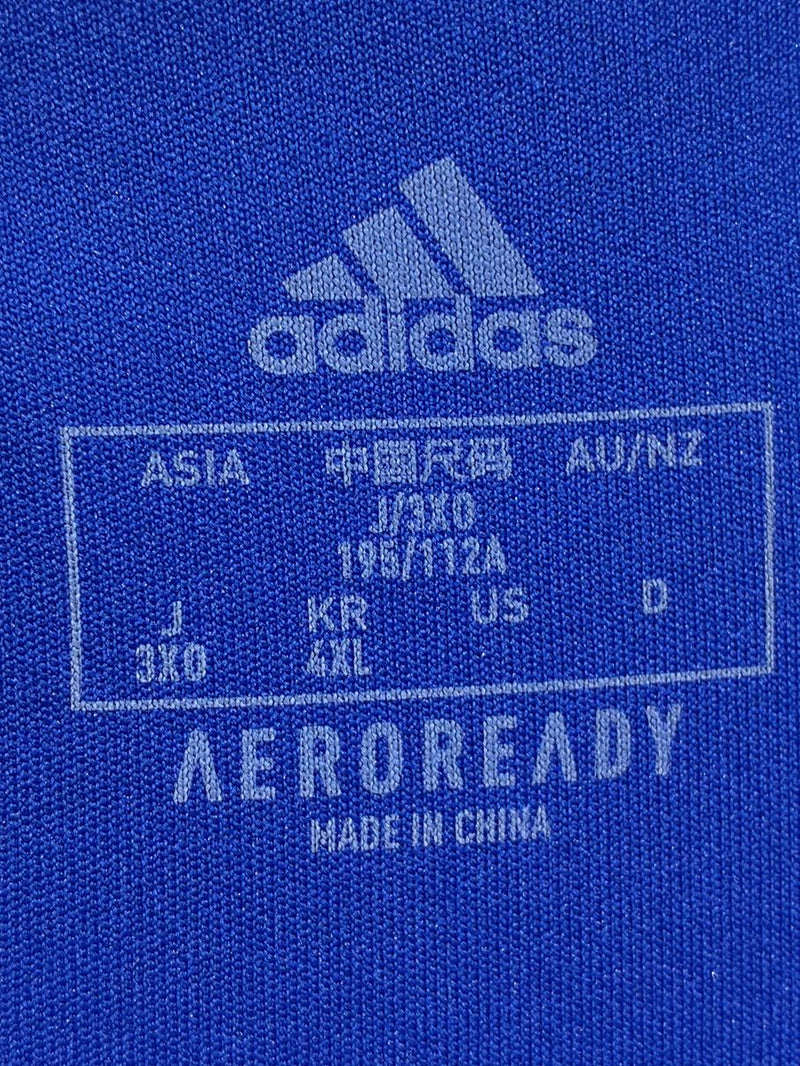 adidas
ASIA 中国尺码 AU/NZ
J/3XO
195/112A
J KR US D
3XO 4XL
AEROREADY
MADE IN CHINA